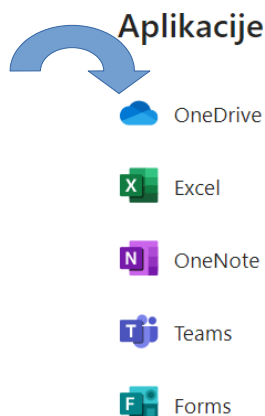 Aplikacije
OneDrive
X Excel
N OneNote
T Teams
F Forms